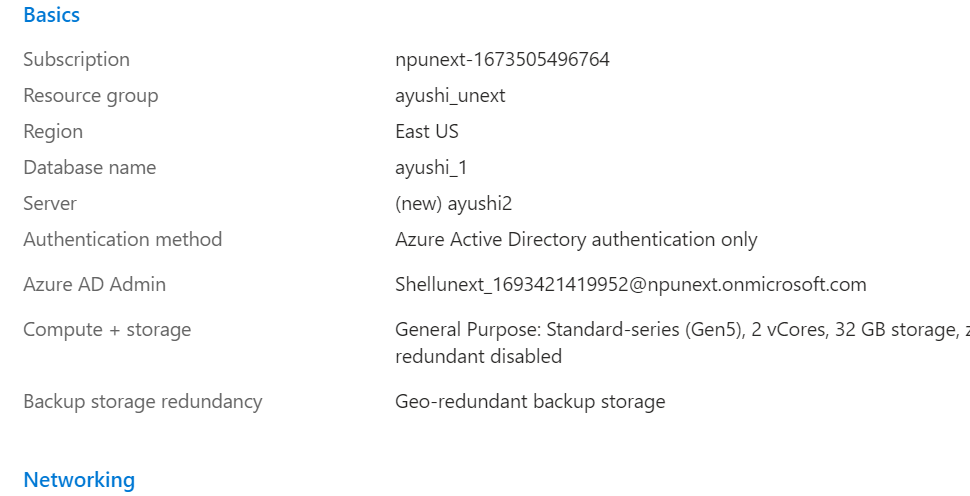 Basics
Subscription npunext-1673505496764
Resource group ayushi_unext
Region East US
Database name ayushi_1
Server (new) ayushi2
Authentication method Azure Active Directory authentication only
Azure AD Admin Shellunext_1693421419952@npunext.onmicrosoft.com
Compute + storage General Purpose: Standard-series (Gen5), 2 vCores, 32 GB storage,
redundant disabled
Backup storage redundancy Geo-redundant backup storage
Networking